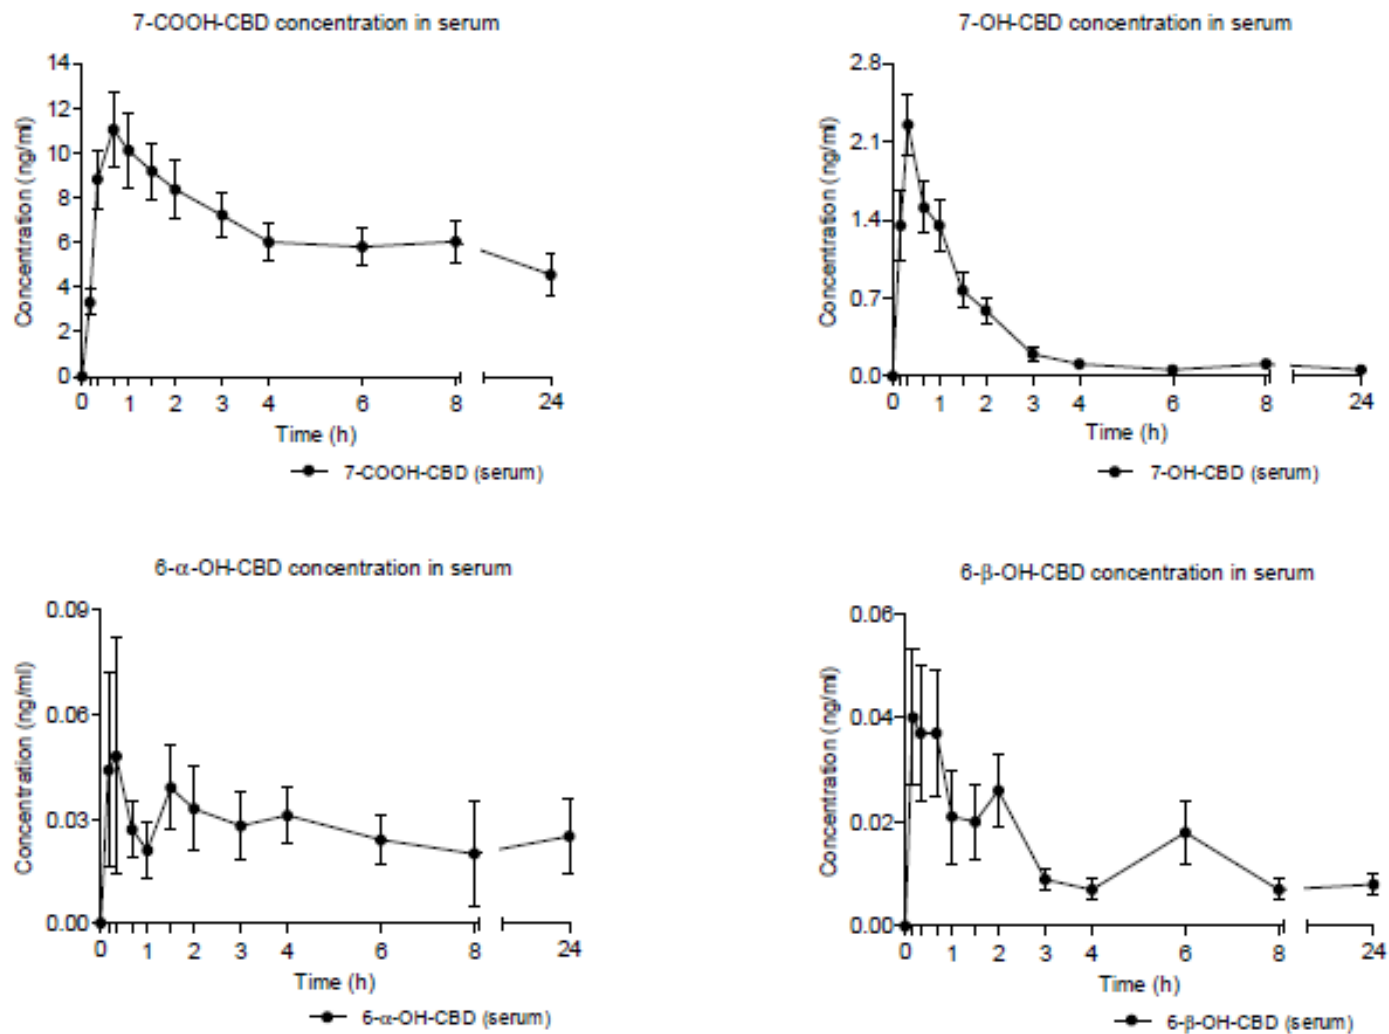 7-COOH-CBD concentration in serum
Concentration (ng/ml)
14
12
10
8
6
4
2
0
0 1 2 3 4 6 8 24
Time (h)
7-COOH-CBD (serum)
7-OH-CBD concentration in serum
Concentration (ng/ml)
2.8
2.1
1.4
0.7
0.0
0 1 2 3 4 6 8 24
Time (h)
7-OH-CBD (serum)
6-α-OH-CBD concentration in serum
Concentration (ng/ml)
0.09
0.06
0.03
0.00
0 1 2 3 4 6 8 24
Time (h)
6-α-OH-CBD (serum)
6-β-OH-CBD concentration in serum
Concentration (ng/ml)
0.06
0.04
0.02
0.00
0 1 2 3 4 6 8 24
Time (h)
6-β-OH-CBD (serum)